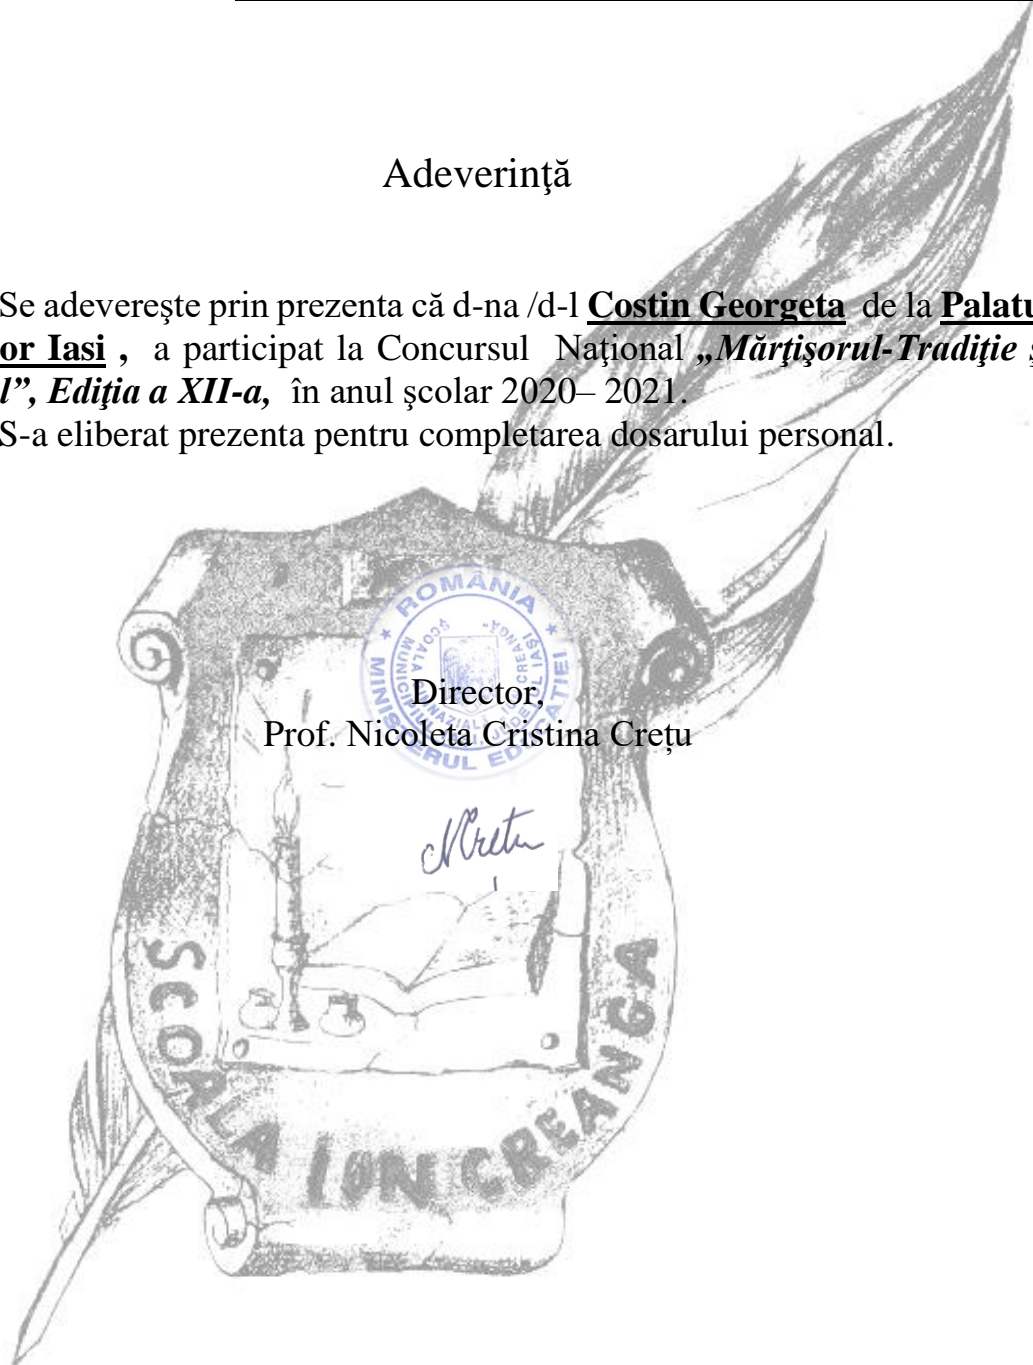 Adeverinţă
Se adevereşte prin prezenta că d-na /d-l Costin Georgeta de la Palatu
or Iasi , a participat la Concursul Naţional „Mărţişorul-Tradiţie ş
l”, Ediţia a XII-a, în anul şcolar 2020– 2021.
S-a eliberat prezenta pentru completarea dosarului personal.
ROMÂNIA
MINISTERUL EDUCATIEI
Director,
Prof. Nicoleta Cristina Crețu
NCretu
SCOALA ION CREANGA